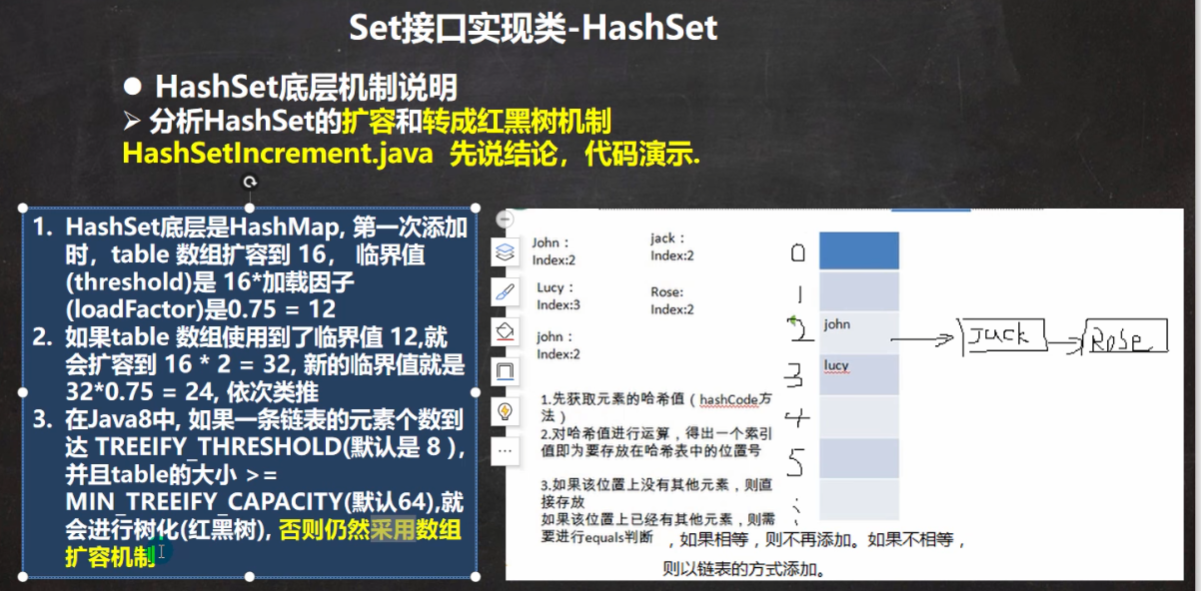 Set接口实现类-HashSet
● HashSet底层机制说明
➢ 分析HashSet的扩容和转成红黑树机制
HashSetIncrement.java 先说结论，代码演示.
1. HashSet底层是HashMap, 第一次添加
时，table 数组扩容到 16， 临界值
(threshold)是 16*加载因子
(loadFactor)是0.75 = 12
2. 如果table 数组使用到了临界值 12,就
会扩容到 16 * 2 = 32, 新的临界值就是
32*0.75 = 24, 依次类推
3. 在Java8中, 如果一条链表的元素个数到
达 TREEIFY_THRESHOLD(默认是 8 ),
并且table的大小 >=
MIN_TREEIFY_CAPACITY(默认64),就
会进行树化(红黑树), 否则仍然采用数组
扩容机制
John：
Index:2
jack：
Index:2
Lucy：
Index:3
Rose:
Index:2
john：
Index:2
1.先获取元素的哈希值（hashCode方
法）
2.对哈希值进行运算，得出一个索引
值即为要存放在哈希表中的位置号
3.如果该位置上没有其他元素，则直
接存放
如果该位置上已经有其他元素，则需
要进行equals判断 ，如果相等，则不再添加。如果不相等，
则以链表的方式添加。
0
1
2 john Jack Rose
3 lucy
4
5